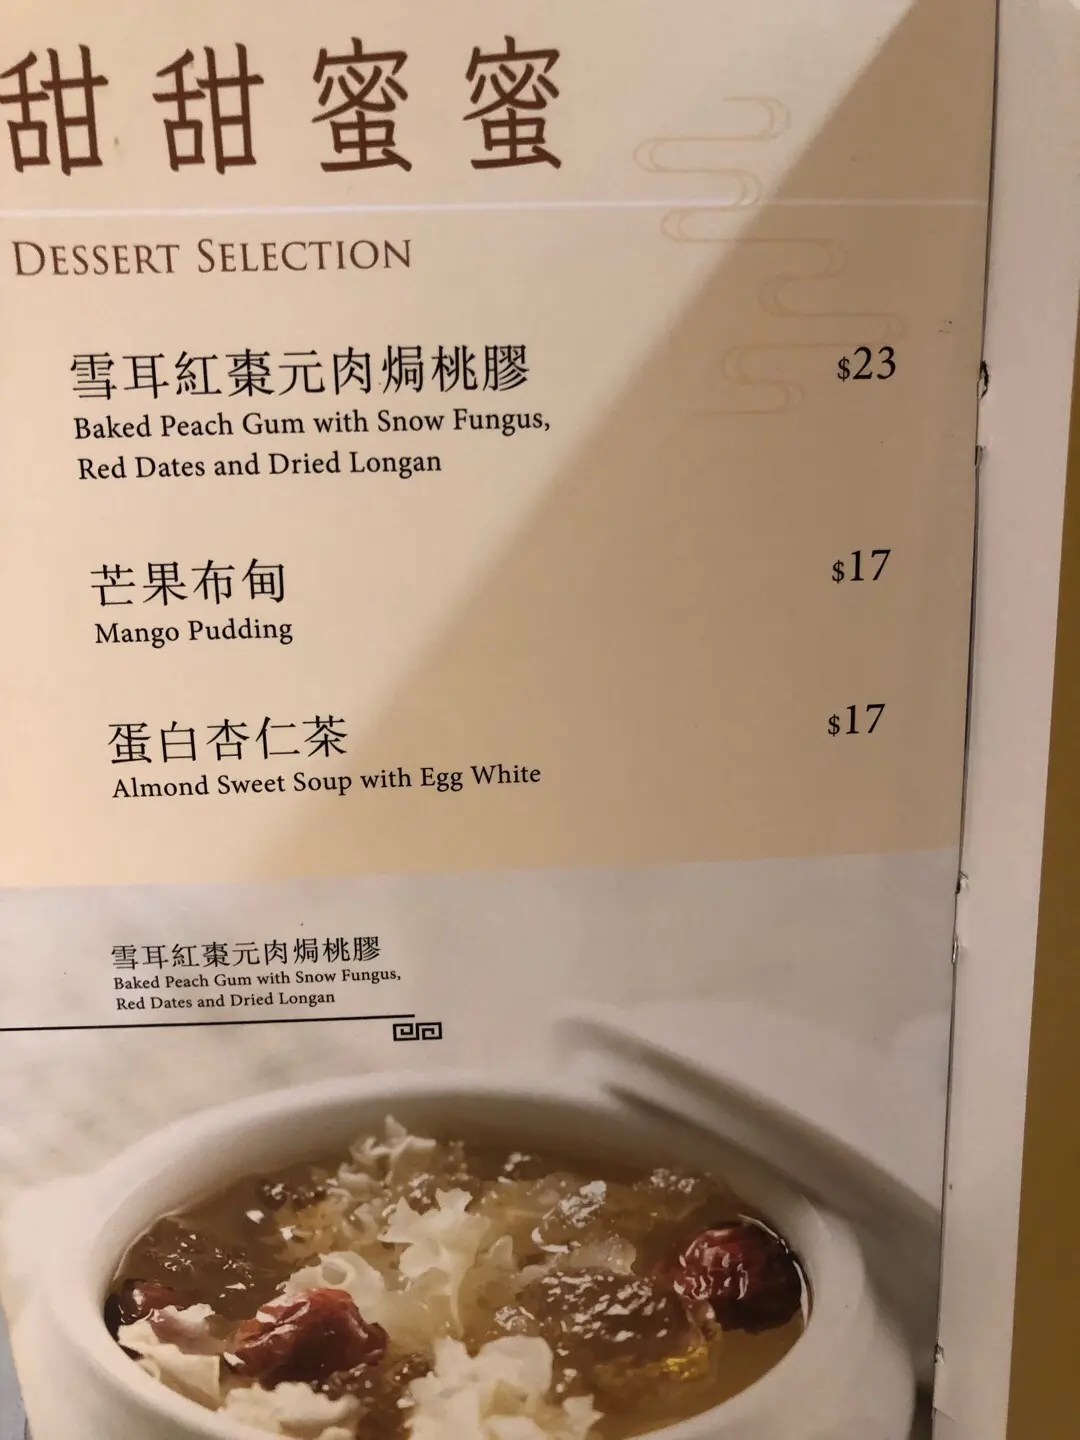 甜甜蜜蜜
DESSERT SELECTION
雪耳紅棗元肉焗桃膠 $23
Baked Peach Gum with Snow Fungus,
Red Dates and Dried Longan
芒果布甸 $17
Mango Pudding
蛋白杏仁茶 $17
Almond Sweet Soup with Egg White
雪耳紅棗元肉焗桃膠
Baked Peach Gum with Snow Fungus,
Red Dates and Dried Longan